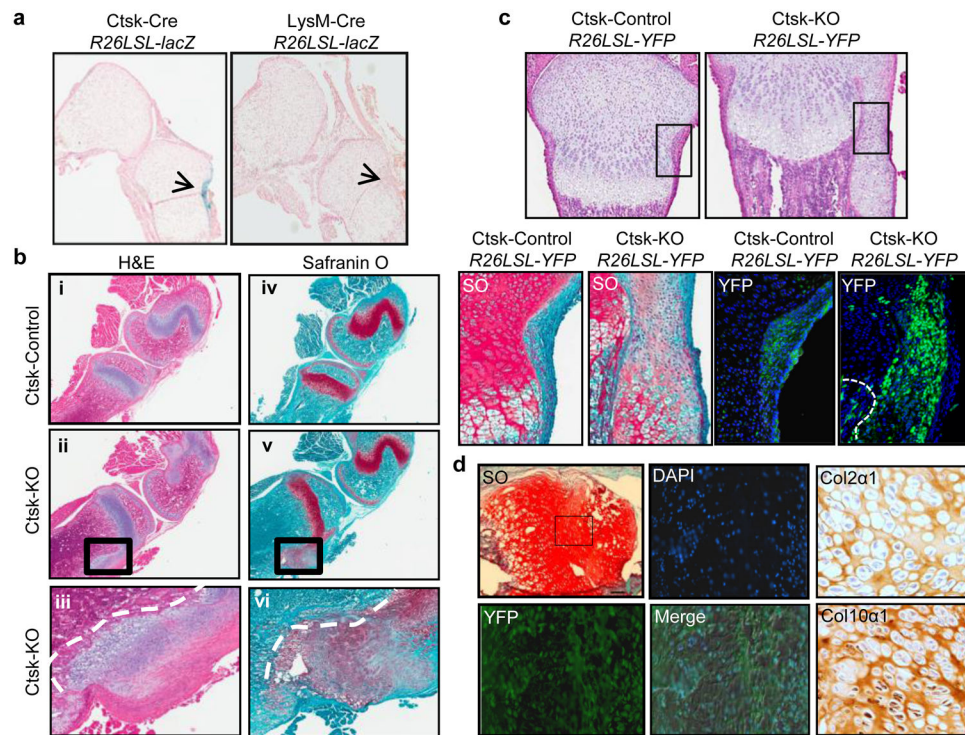 a
Ctsk-Cre
R26LSL-lacZ
LysM-Cre
R26LSL-lacZ
b
H&E
Safranin O
Ctsk-Control
i
iv
Ctsk-KO
ii
v
Ctsk-KO
iii
vi
c
Ctsk-Control
R26LSL-YFP
Ctsk-KO
R26LSL-YFP
Ctsk-Control
R26LSL-YFP
Ctsk-KO
R26LSL-YFP
Ctsk-Control
R26LSL-YFP
Ctsk-KO
R26LSL-YFP
SO
SO
YFP
YFP
d
SO
DAPI
Col2α1
YFP
Merge
Col10α1